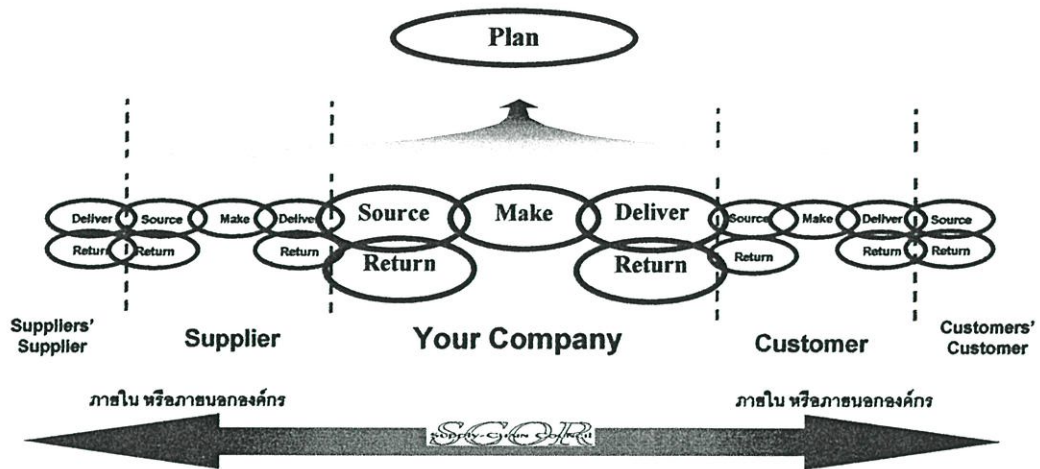 Plan
Deliver Source Make Deliver Source Make Deliver Source Make Deliver Source
Return Return Return Return Return Return Return Return
Suppliers' Supplier
Supplier
Your Company
Customer
Customers' Customer
ภายใน หรือภายนอกองค์กร
ภายใน หรือภายนอกองค์กร
SCOR
Supply-Chain Council